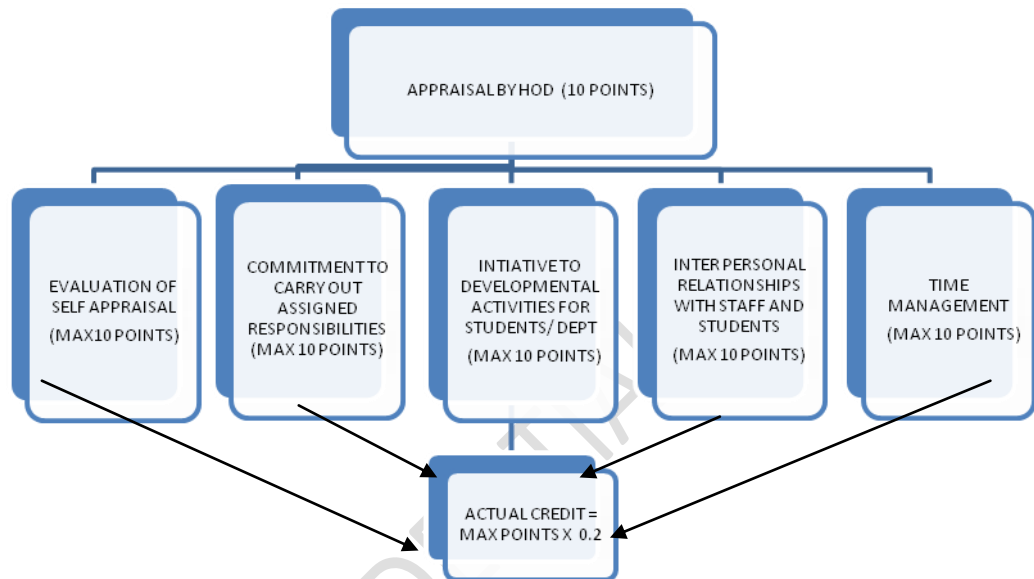 APPRAISAL BY HOD (10 POINTS)
EVALUATION OF
SELF APPRAISAL
(MAX10 POINTS)
COMMITMENT TO
CARRY OUT
ASSIGNED
RESPONSIBILITIES
(MAX 10 POINTS)
INTIATIVE TO
DEVELOPMENTAL
ACTIVITIES FOR
STUDENTS/ DEPT
(MAX 10 POINTS)
INTER PERSONAL
RELATIONSHIPS
WITH STAFF AND
STUDENTS
(MAX 10 POINTS)
TIME
MANAGEMENT
(MAX 10 POINTS)
ACTUAL CREDIT =
MAX POINTS X 0.2